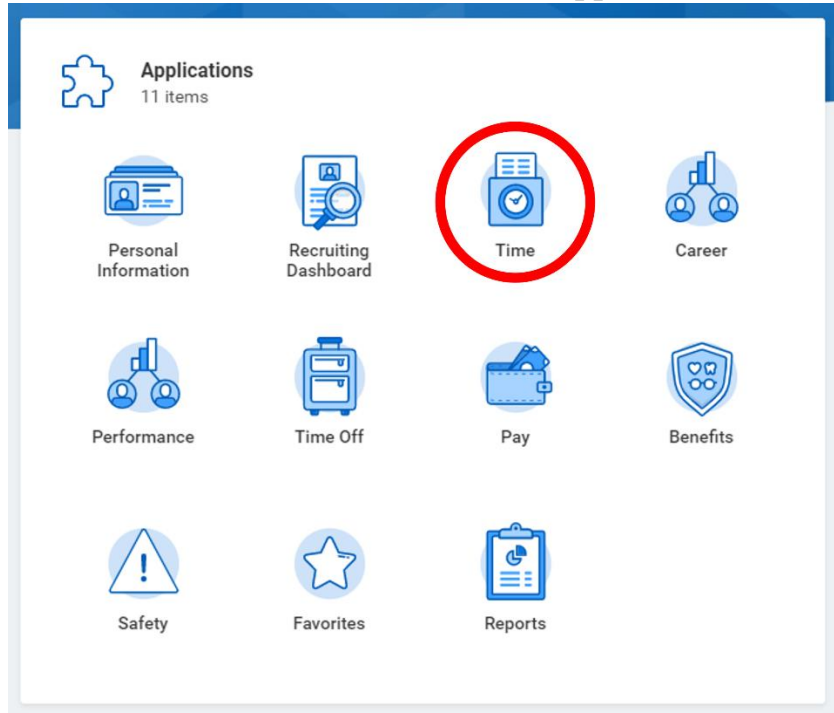 Applications
11 items
Personal
Information
Recruiting
Dashboard
Time
Career
Performance
Time Off
Pay
Benefits
Safety
Favorites
Reports